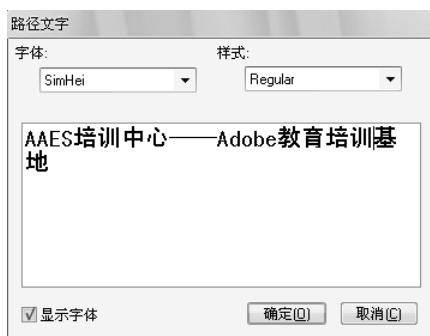 路径文字
字体: 样式:
SimHei Regular
AAES培训中心——Adobe教育培训基
地
显示字体 确定(O) 取消(C)